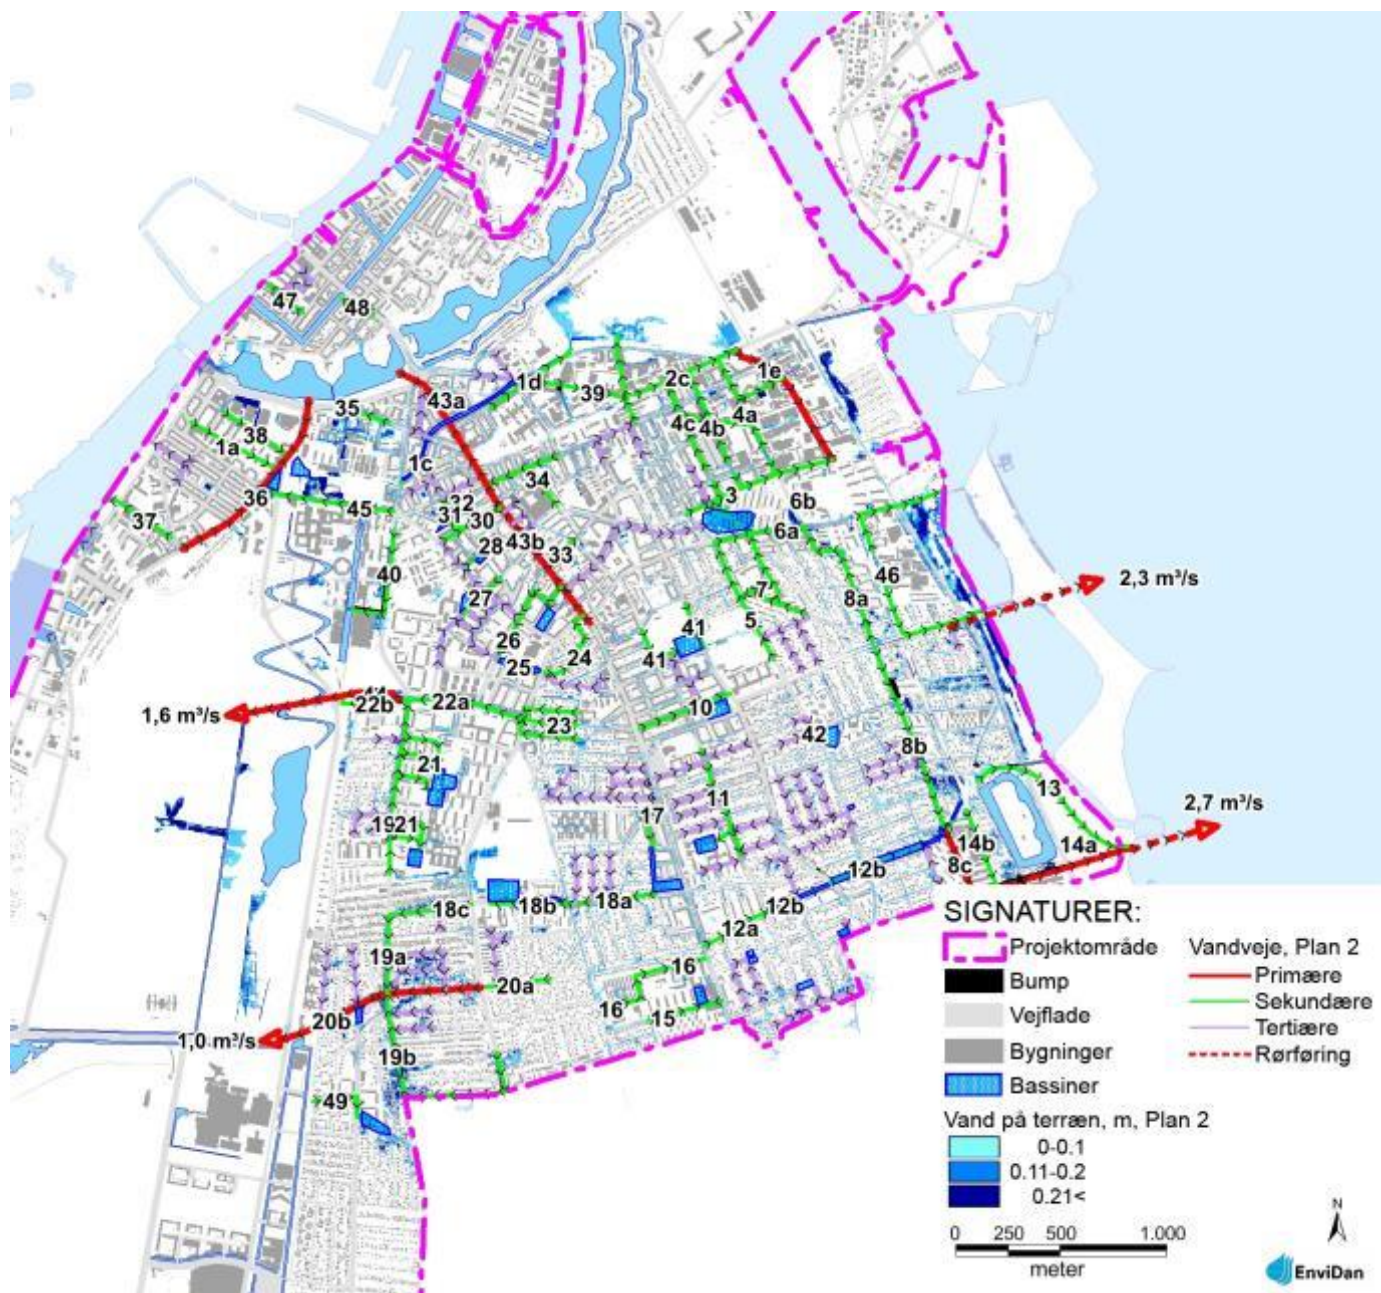 47
48
1d
39
2c
1e
43a
35
38
1a
4c
4b
4a
1c
36
45
37
34
32
31
30
28
43b
33
3
6b
6a
40
27
26
25
24
7
5
41
41
8a
46
2,3 m³/s
1,6 m³/s
22b
22a
23
10
42
8b
21
1921
17
11
13
2,7 m³/s
14b
14a
8c
12b
12b
12a
18c
18b
18a
19a
20a
20b
1,0 m³/s
19b
16
16
15
49
SIGNATURER:
Projektområde
Bump
Vejflade
Bygninger
Bassiner
Vandveje, Plan 2
Primære
Sekundære
Tertiære
Rørføring
Vand på terræn, m, Plan 2
0-0.1
0.11-0.2
0.21<
0 250 500 1.000
meter
N
EnviDan